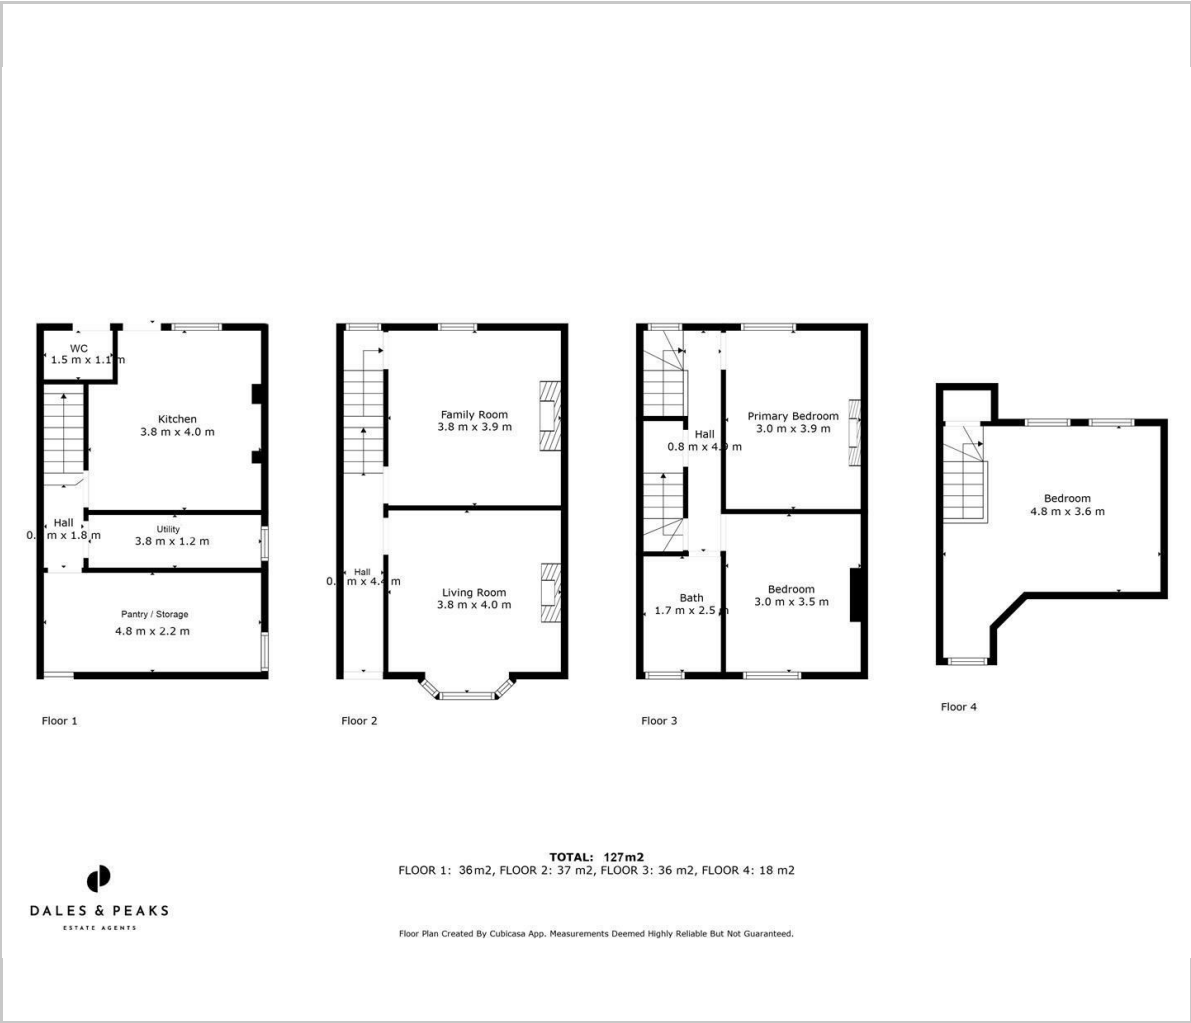 WC
1.5 m x 1.1 m
Kitchen
3.8 m x 4.0 m
Hall
m x 1.8 m
Utility
3.8 m x 1.2 m
Pantry / Storage
4.8 m x 2.2 m
Floor 1
Family Room
3.8 m x 3.9 m
Hall
m x 4.4 m
Living Room
3.8 m x 4.0 m
Floor 2
Primary Bedroom
3.0 m x 3.9 m
Hall
0.8 m x 4.9 m
Bath
1.7 m x 2.5 m
Bedroom
3.0 m x 3.5 m
Floor 3
Bedroom
4.8 m x 3.6 m
Floor 4
TOTAL: 127m2
FLOOR 1: 36m2, FLOOR 2: 37 m2, FLOOR 3: 36 m2, FLOOR 4: 18 m2
DALES & PEAKS
ESTATE AGENTS
Floor Plan Created By Cubicasa App. Measurements Deemed Highly Reliable But Not Guaranteed.